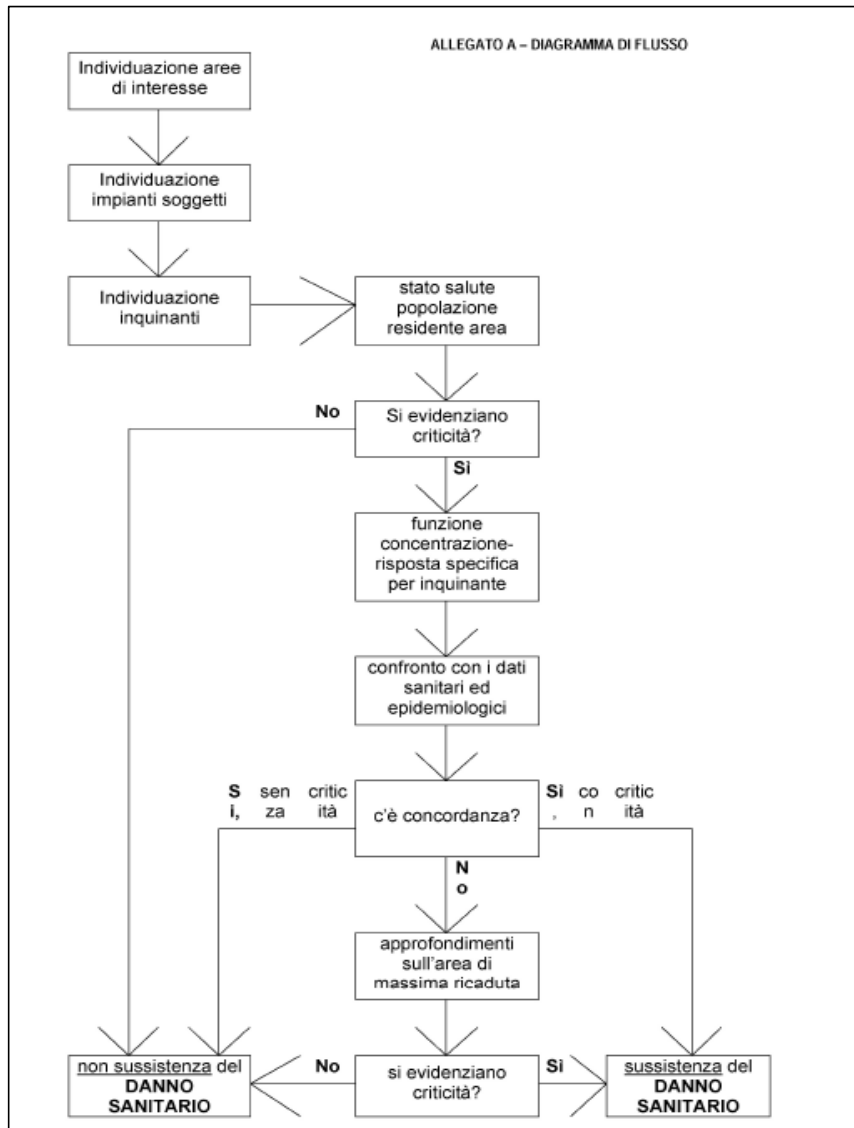 ALLEGATO A – DIAGRAMMA DI FLUSSO
Individuazione aree
di interesse
Individuazione
impianti soggetti
Individuazione
inquinanti
stato salute
popolazione
residente area
No
Si evidenziano
criticità?
Sì
funzione
concentrazione-
risposta specifica
per inquinante
confronto con i dati
sanitari ed
epidemiologici
S sen critic
i, za ità
c'è concordanza?
Sì co critic
, n ità
N
o
approfondimenti
sull'area di
massima ricaduta
non sussistenza del
DANNO
SANITARIO
No
si evidenziano
criticità?
Sì
sussistenza del
DANNO
SANITARIO